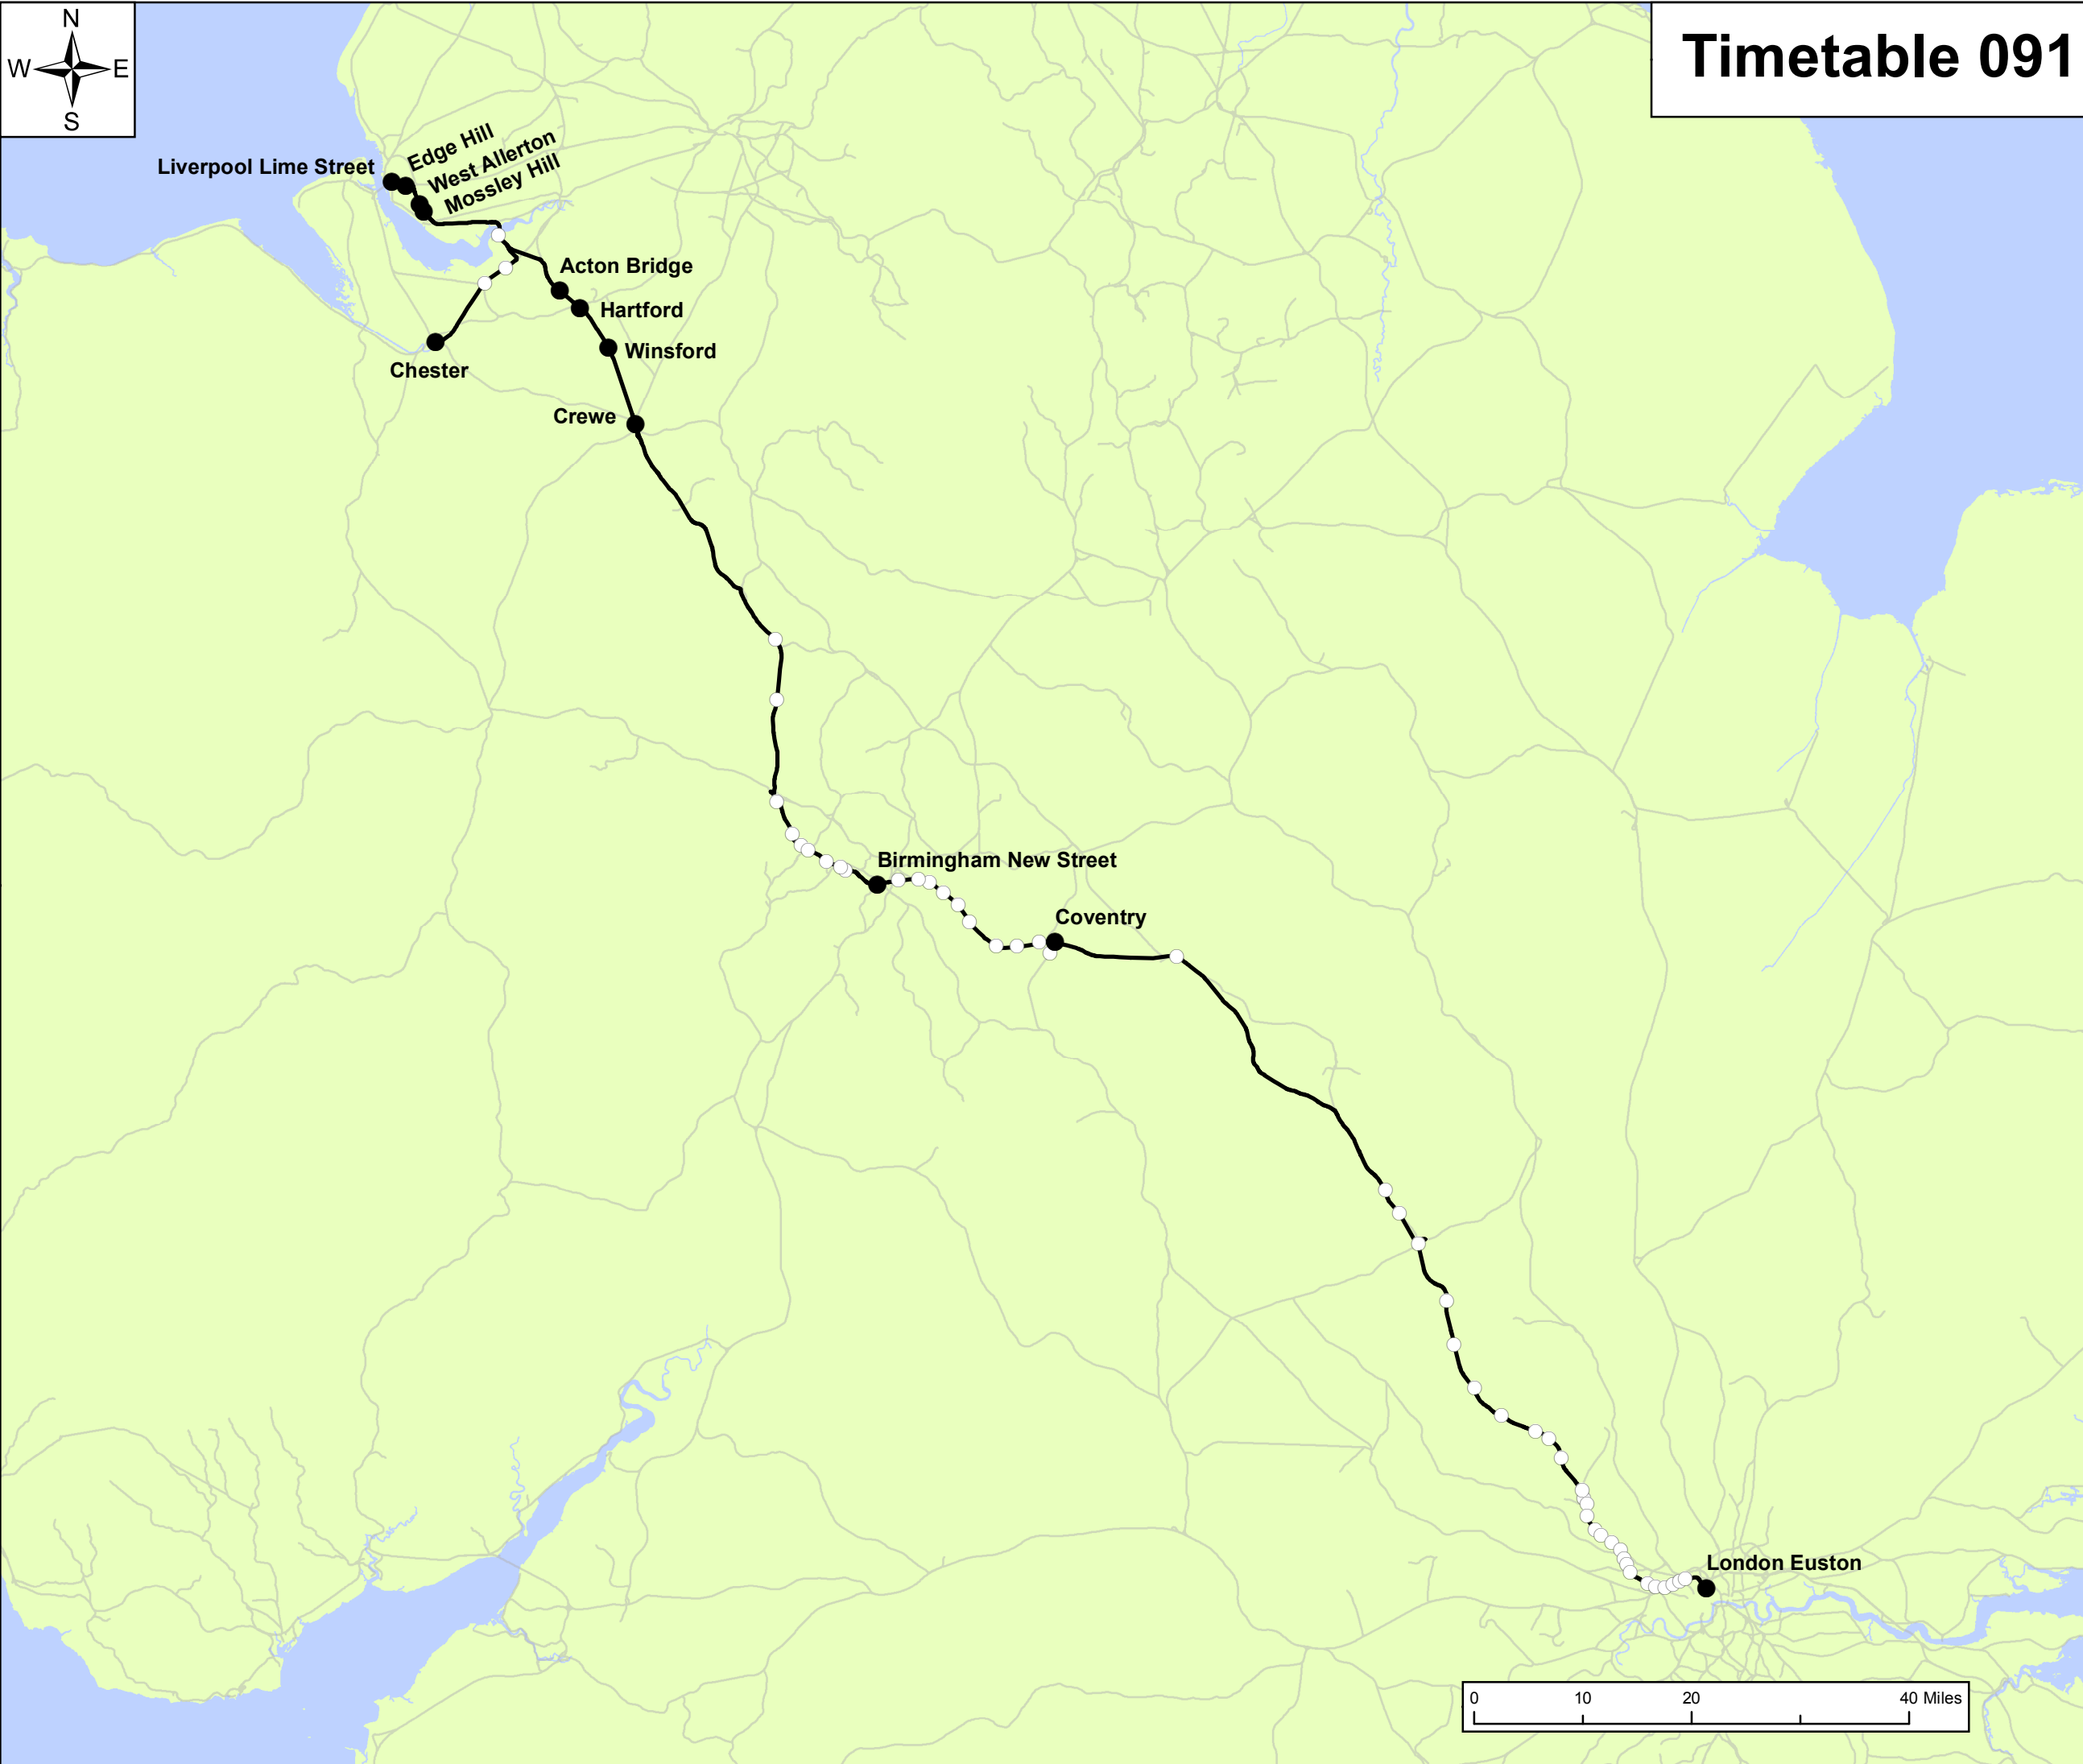 N
W E
S
Timetable 091
Edge Hill
West Allerton
Liverpool Lime Street
Mossley Hill
Acton Bridge
Hartford
Winsford
Chester
Crewe
Birmingham New Street
Coventry
London Euston
0 10 20 40 Miles